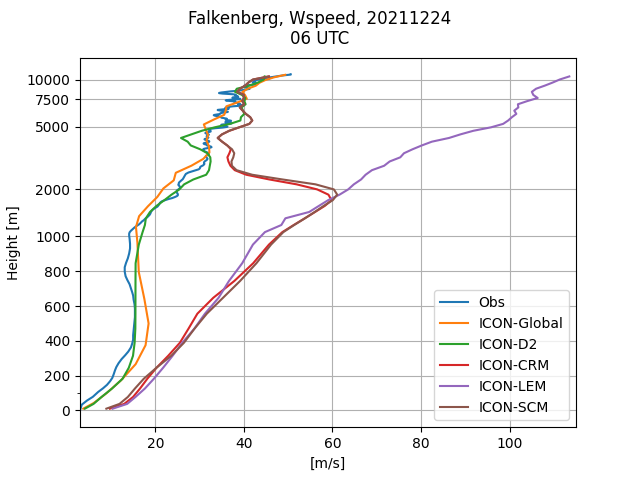 Falkenberg, Wspeed, 20211224
06 UTC
Height [m]
10000
7500
5000
2000
1000
800
600
400
200
0
20
40
60
80
100
[m/s]
Obs
ICON-Global
ICON-D2
ICON-CRM
ICON-LEM
ICON-SCM